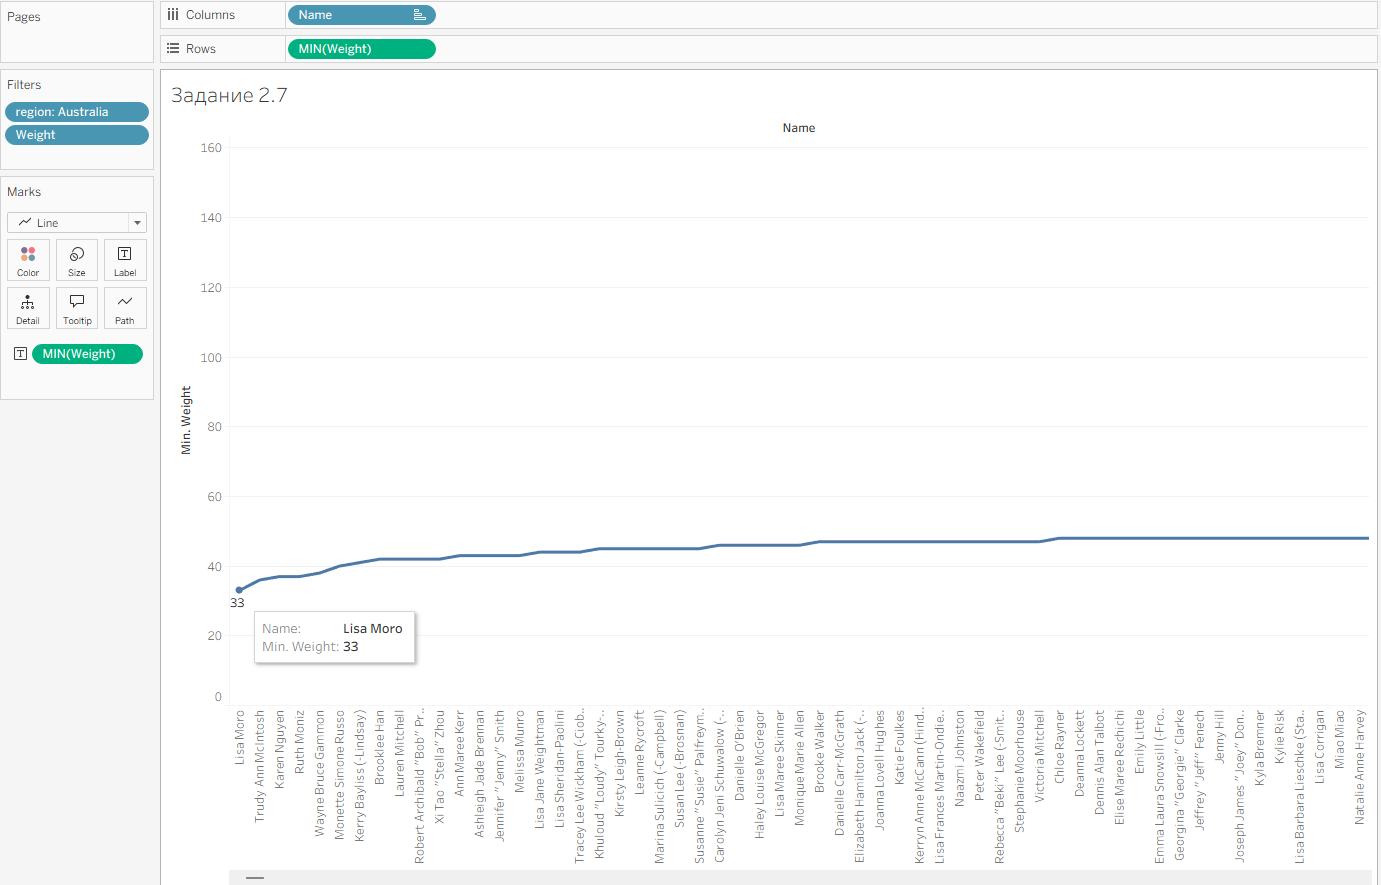 Pages
Columns
Name
Rows
MIN(Weight)
Filters
region: Australia
Weight
Marks
Line
Color
Size
Label
Detail
Tooltip
Path
MIN(Weight)
Задание 2.7
Name
Min. Weight
160
140
120
100
80
60
40
20
0
33
Name: Lisa Moro
Min. Weight: 33
Lisa Moro
Trudy Ann McIntosh
Karen Nguyen
Ruth Moniz
Wayne Bruce Gammon
Monette Simone Russo
Kerry Bayliss (-Lindsay)
Brooklee Han
Lauren Mitchell
Robert Archibald "Bob" Pr..
Xi Tao "Stella" Zhou
Ann Maree Kerr
Ashleigh Jade Brennan
Jennifer "Jenny" Smith
Melissa Munro
Lisa Jane Weightman
Lisa Sheridan-Paolini
Tracey Lee Wickham (-Ciob..
Khuloud "Loudy" Tourky-..
Kirsty Leigh-Brown
Leanne Rycroft
Marina Sulicich (-Campbell)
Susan Lee (-Brosnan)
Susanne "Susie" Palfreym..
Carolyn Jeni Schuwalow (-..
Danielle O'Brien
Haley Louise McGregor
Lisa Maree Skinner
Monique Marie Allen
Brooke Walker
Danielle Carr-McGrath
Elizabeth Hamilton Jack (-..
Joanna Lovell Hughes
Katie Foulkes
Kerryn Anne McCann (Hind..
Lisa Frances Martin-Ondie..
Naazmi Johnston
Peter Wakefield
Rebecca "Beki" Lee (-Smit..
Stephanie Moorhouse
Victoria Mitchell
Chloe Rayner
Deanna Lockett
Dennis Alan Talbot
Elise Maree Rechichi
Emily Little
Emma Laura Snowsill (-Fro..
Georgina "Georgie" Clarke
Jeffrey "Jeff" Fenech
Jenny Hill
Joseph James "Joey" Don..
Kyla Bremner
Kylie Risk
Lisa Barbara Lieschke (Sta..
Lisa Corrigan
Miao Miao
Natalie Anne Harvey